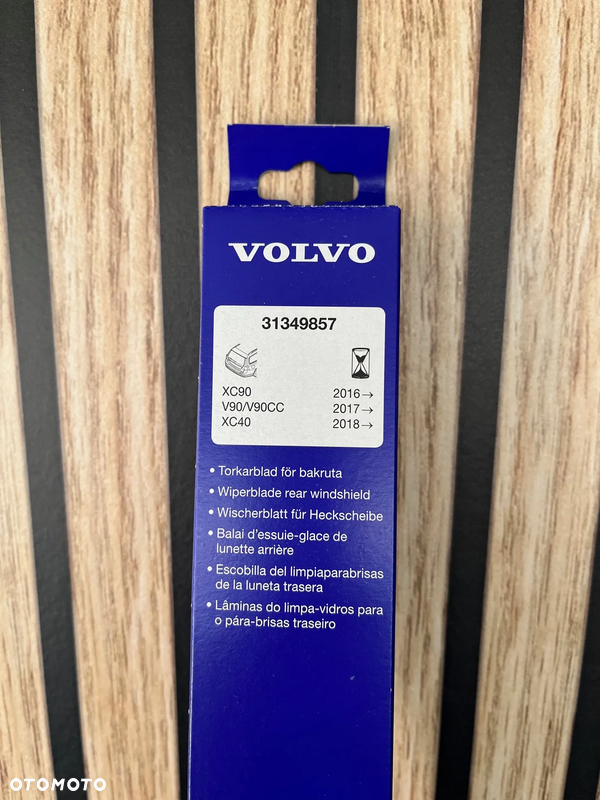 VOLVO
31349857
XC90 2016→
V90/V90CC 2017→
XC40 2018→
• Torkarblad för bakruta
• Wiperblade rear windshield
• Wischerblatt für Heckscheibe
• Balai d'essuie-glace de
lunette arrière
• Escobilla del limpiaparabrisas
de la luneta trasera
• Lâminas do limpa-vidros para
o pára-brisas traseiro
OTOMOTO